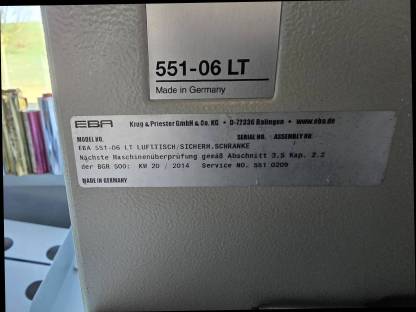 551-06 LT
Made in Germany
EBA Krug & Priester GmbH & Co. KG • D-72336 Balingen • www.eba.de
MODEL NO. SERIAL NO. ASSEMBLY NR
EBA 551-06 LT LUFTTISCH/SICHERH.SCHRANKE
Nächste Maschinenüberprüfung gemäß Abschnitt 3.5 Kap. 2.2
der BGR 500: KW 20 / 2014 Service NO. 551 0209
MADE IN GERMANY